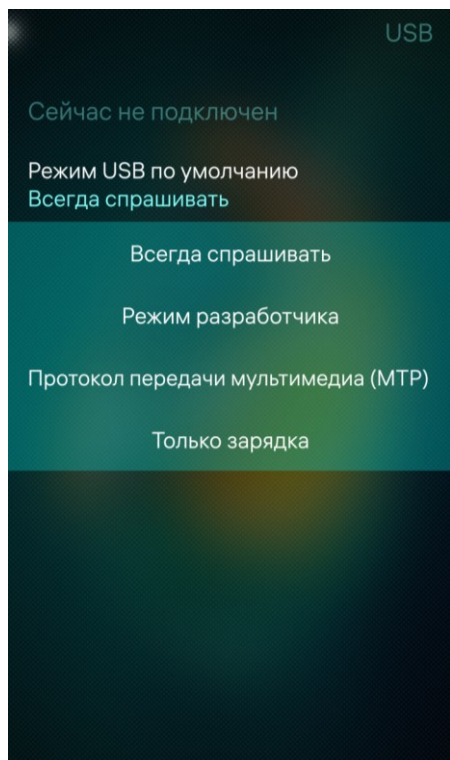 USB
Сейчас не подключен
Режим USB по умолчанию
Всегда спрашивать
Всегда спрашивать
Режим разработчика
Протокол передачи мультимедиа (MTP)
Только зарядка